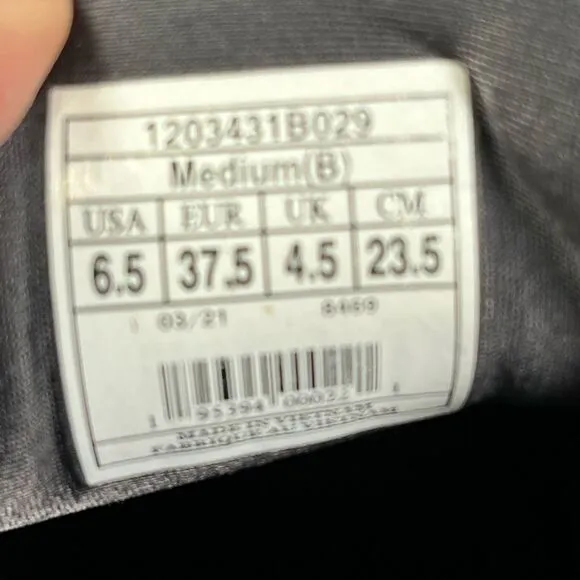 1203431B029
Medium(B)
USA EUR UK CM
6.5 37.5 4.5 23.5
03/21
MADE IN VIETNAM
FABRIQUE AU VIETNAM